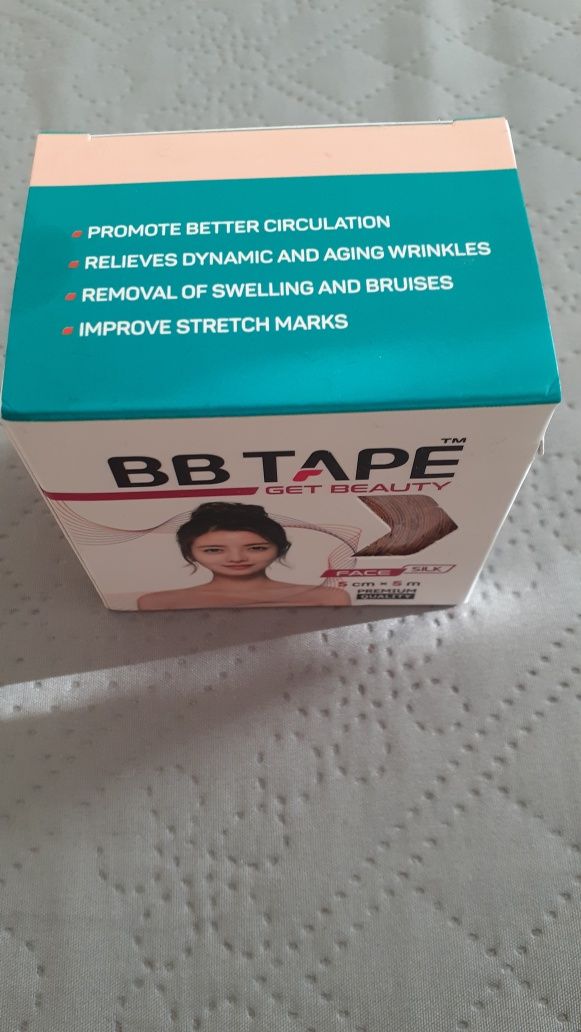 PROMOTE BETTER CIRCULATION
RELIEVES DYNAMIC AND AGING WRINKLES
REMOVAL OF SWELLING AND BRUISES
IMPROVE STRETCH MARKS
BB TAPE™
GET BEAUTY
FACE SILK
5 cm × 5 m
PREMIUM
QUALITY